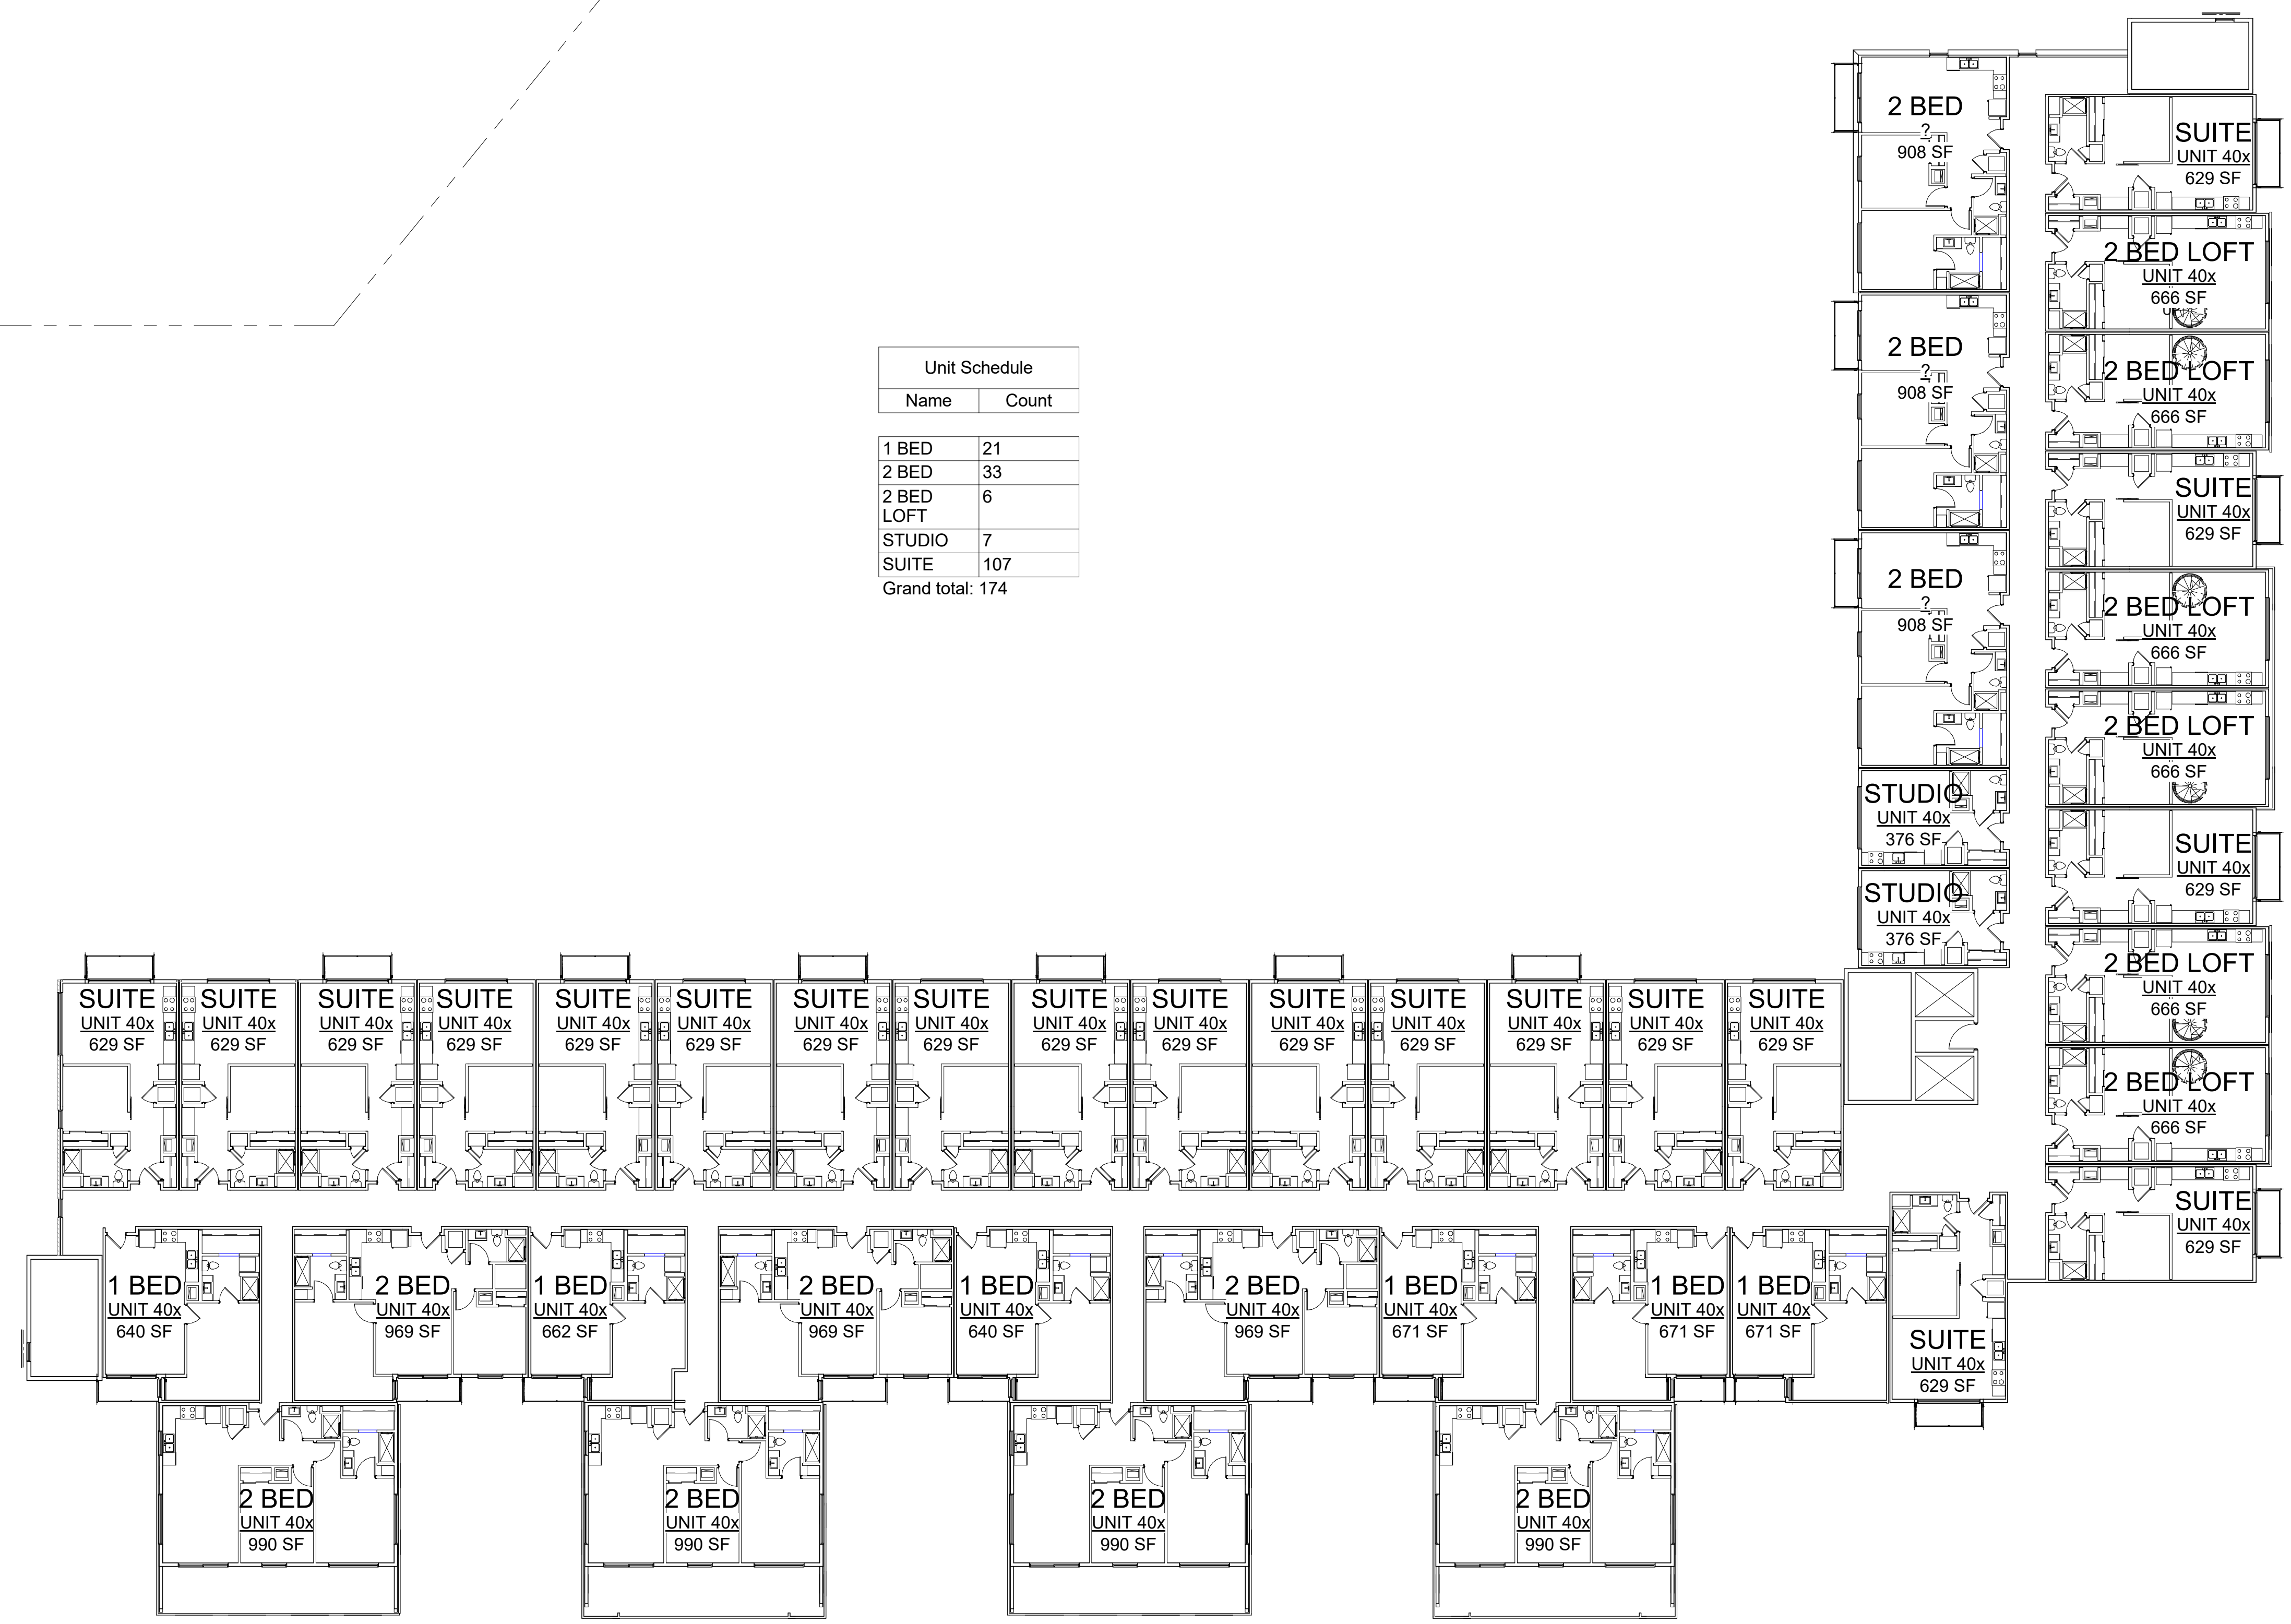 2 BED
?
908 SF
SUITE
UNIT 40x
629 SF
2 BED LOFT
UNIT 40x
666 SF
UP
2 BED
?
908 SF
2 BED LOFT
UNIT 40x
666 SF
Unit Schedule
Name Count
1 BED 21
2 BED 33
2 BED
LOFT 6
STUDIO 7
SUITE 107
Grand total: 174
SUITE
UNIT 40x
629 SF
2 BED
?
908 SF
2 BED LOFT
UNIT 40x
666 SF
2 BED LOFT
UNIT 40x
666 SF
STUDIO
UNIT 40x
376 SF
SUITE
UNIT 40x
629 SF
STUDIO
UNIT 40x
376 SF
2 BED LOFT
UNIT 40x
666 SF
SUITE SUITE SUITE SUITE SUITE SUITE SUITE SUITE SUITE SUITE SUITE SUITE SUITE SUITE SUITE
UNIT 40x UNIT 40x UNIT 40x UNIT 40x UNIT 40x UNIT 40x UNIT 40x UNIT 40x UNIT 40x UNIT 40x UNIT 40x UNIT 40x UNIT 40x UNIT 40x UNIT 40x
629 SF 629 SF 629 SF 629 SF 629 SF 629 SF 629 SF 629 SF 629 SF 629 SF 629 SF 629 SF 629 SF 629 SF 629 SF
2 BED LOFT
UNIT 40x
666 SF
SUITE
UNIT 40x
629 SF
1 BED 2 BED 1 BED 2 BED 1 BED 2 BED 1 BED 1 BED 1 BED
UNIT 40x UNIT 40x UNIT 40x UNIT 40x UNIT 40x UNIT 40x UNIT 40x UNIT 40x UNIT 40x
640 SF 969 SF 662 SF 969 SF 640 SF 969 SF 671 SF 671 SF 671 SF
SUITE
UNIT 40x
629 SF
2 BED 2 BED 2 BED 2 BED
UNIT 40x UNIT 40x UNIT 40x UNIT 40x
990 SF 990 SF 990 SF 990 SF